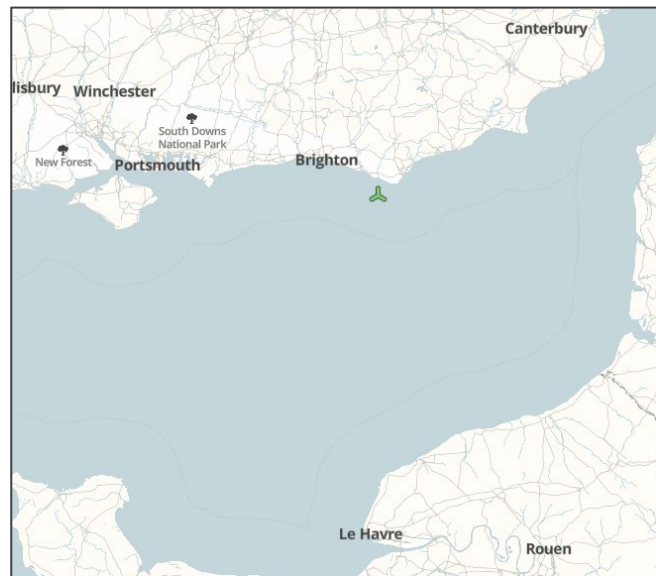 Canterbury
lisbury
Winchester
South Downs
National Park
New Forest
Portsmouth
Brighton
Le Havre
Rouen